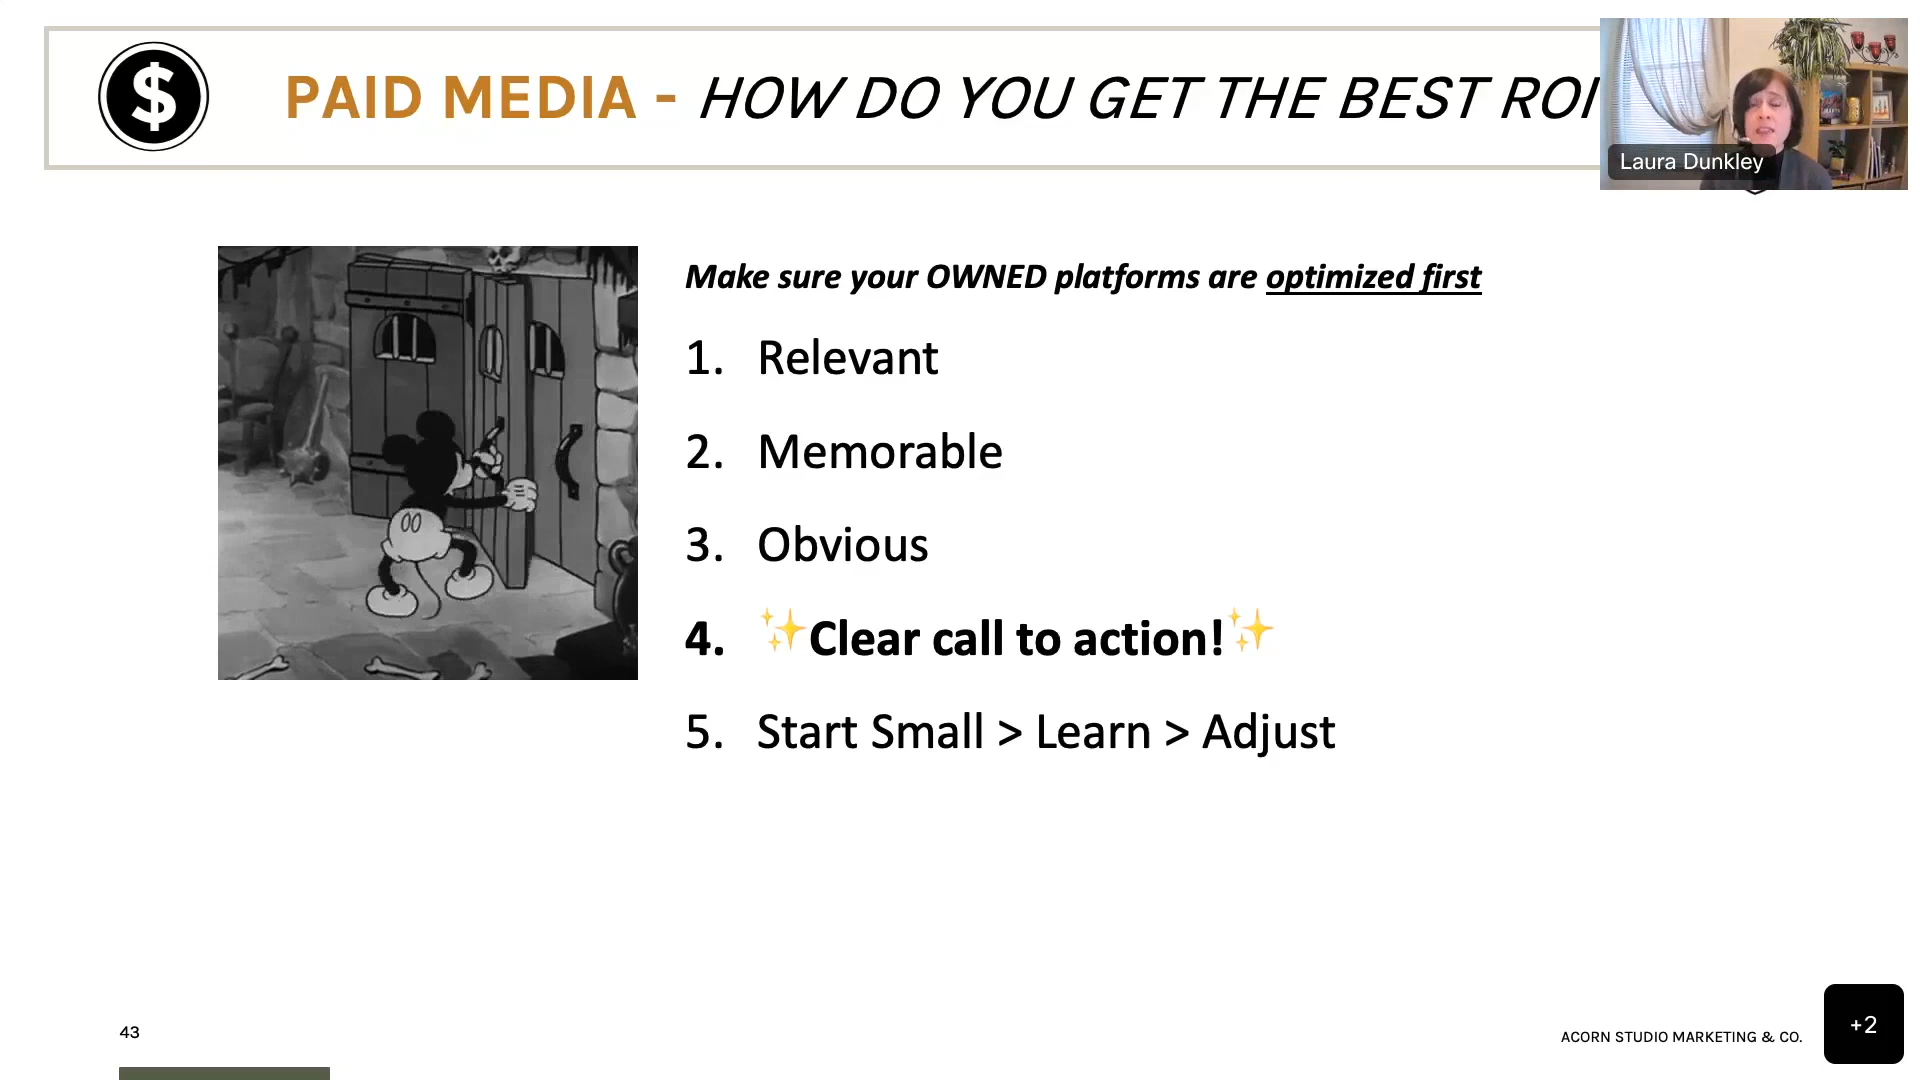 $
PAID MEDIA - HOW DO YOU GET THE BEST ROI
Laura Dunkley
Make sure your OWNED platforms are optimized first
1. Relevant
2. Memorable
3. Obvious
4. ✨Clear call to action!✨
5. Start Small > Learn > Adjust
43
ACORN STUDIO MARKETING & CO.
+2